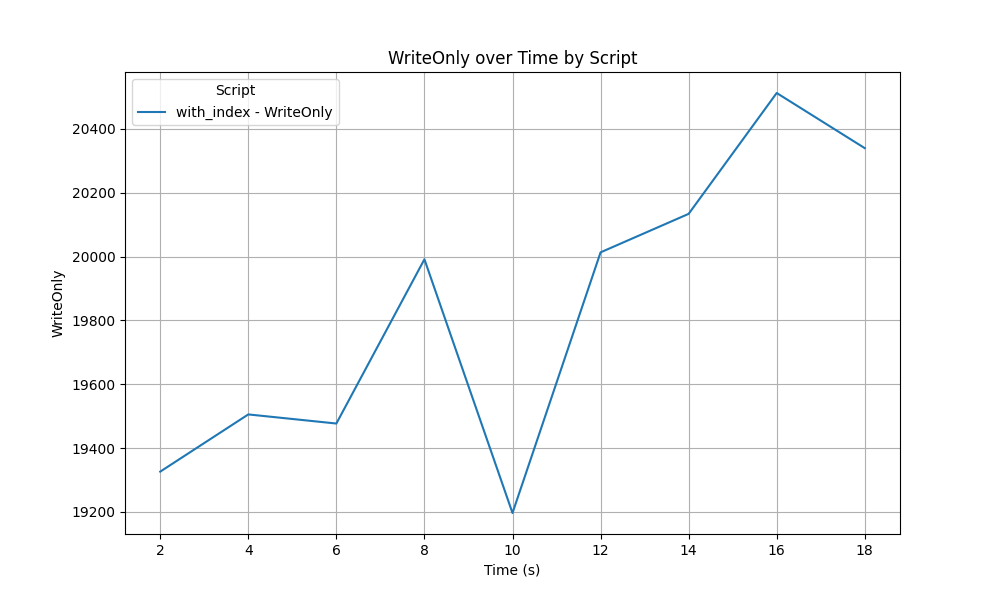 WriteOnly over Time by Script
Script
with_index - WriteOnly
20400
20200
20000
19800
19600
19400
19200
WriteOnly
2 4 6 8 10 12 14 16 18
Time (s)